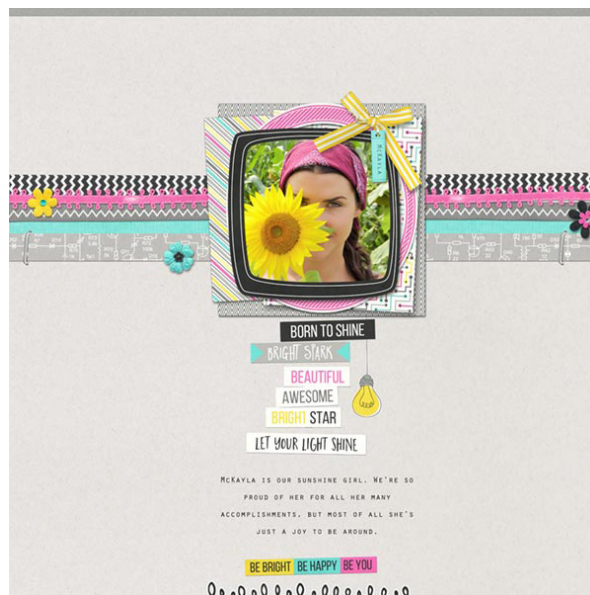 McKAYLA
BORN TO SHINE
BRIGHT SPARK
BEAUTIFUL
AWESOME
BRIGHT STAR
LET YOUR LIGHT SHINE
McKAYLA IS OUR SUNSHINE GIRL. WE'RE SO
PROUD OF HER FOR ALL HER MANY
ACCOMPLISHMENTS, BUT MOST OF ALL SHE'S
JUST A JOY TO BE AROUND.
BE BRIGHT BE HAPPY BE YOU